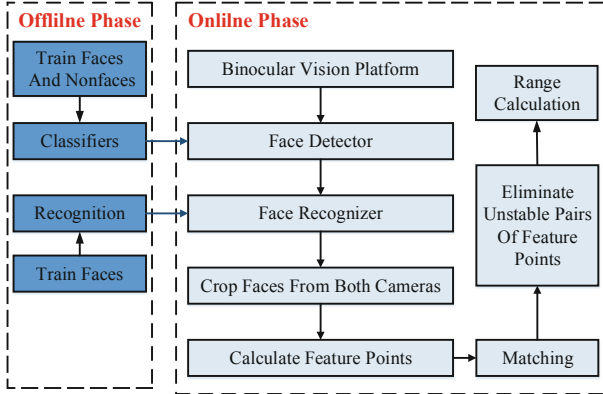 Offlilne Phase
Train Faces
And Nonfaces
Classifiers
Recognition
Train Faces
Onlilne Phase
Binocular Vision Platform
Face Detector
Face Recognizer
Crop Faces From Both Cameras
Calculate Feature Points
Matching
Eliminate
Unstable Pairs
Of Feature
Points
Range
Calculation